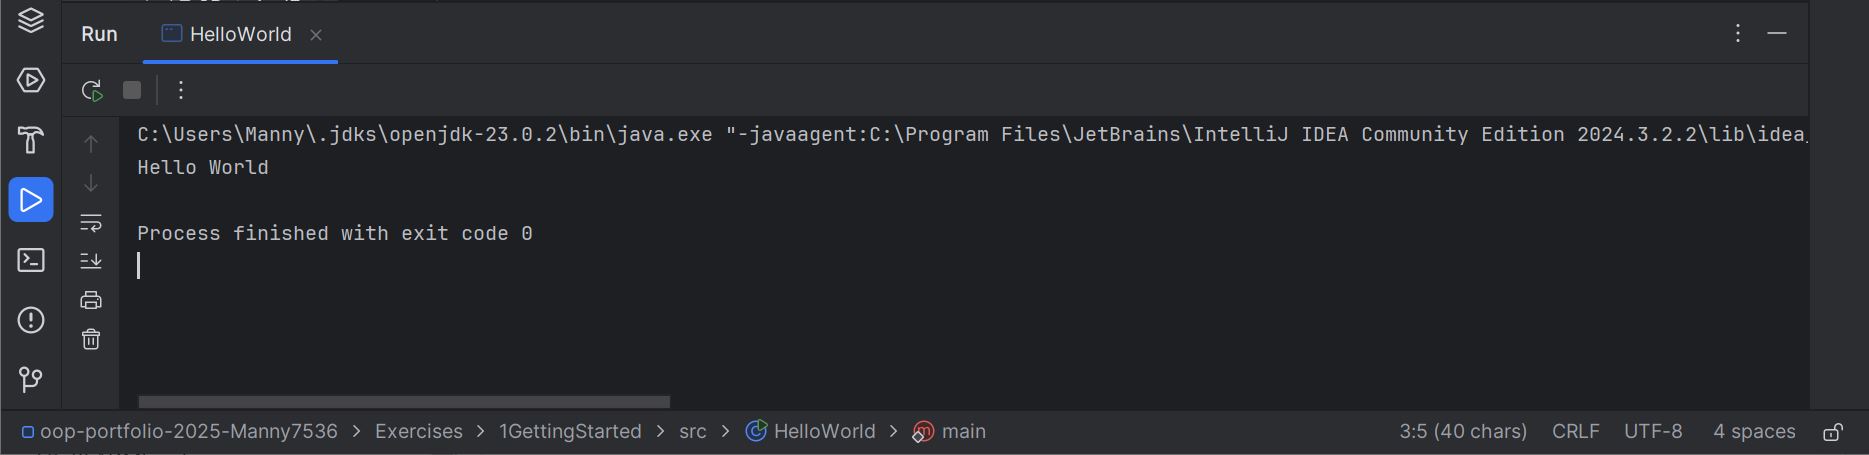 Run HelloWorld
C:\Users\Manny\.jdks\openjdk-23.0.2\bin\java.exe "-javaagent:C:\Program Files\JetBrains\IntelliJ IDEA Community Edition 2024.3.2.2\lib\idea_
Hello World
Process finished with exit code 0
oop-portfolio-2025-Manny7536 > Exercises > 1GettingStarted > src > HelloWorld > main 3:5 (40 chars) CRLF UTF-8 4 spaces